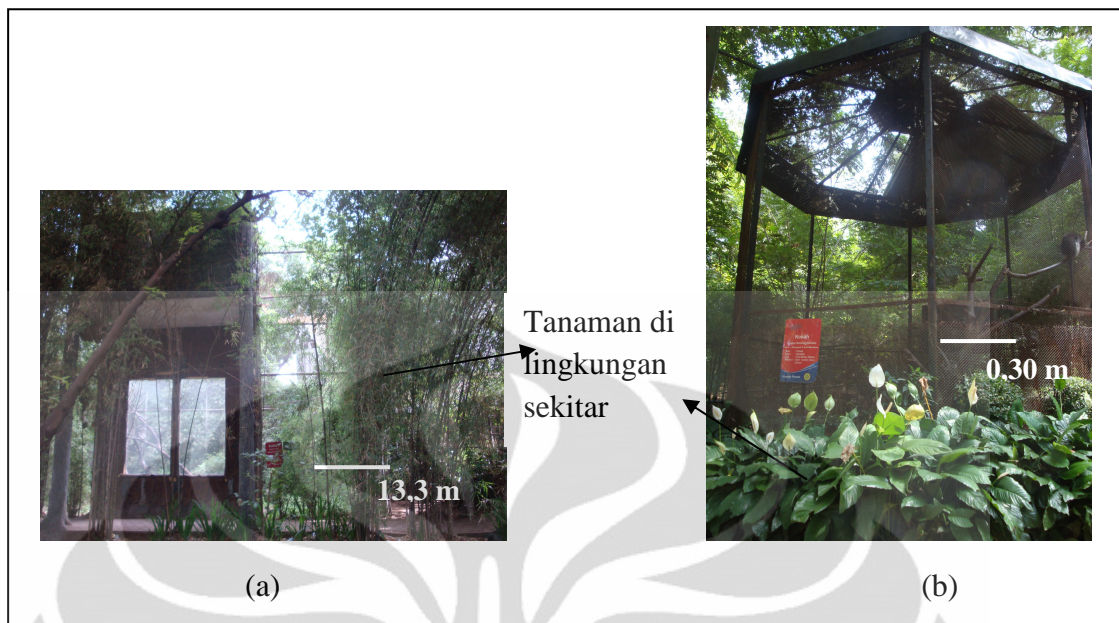 Tanaman di
lingkungan
sekitar
13,3 m
0.30 m
(a)
(b)